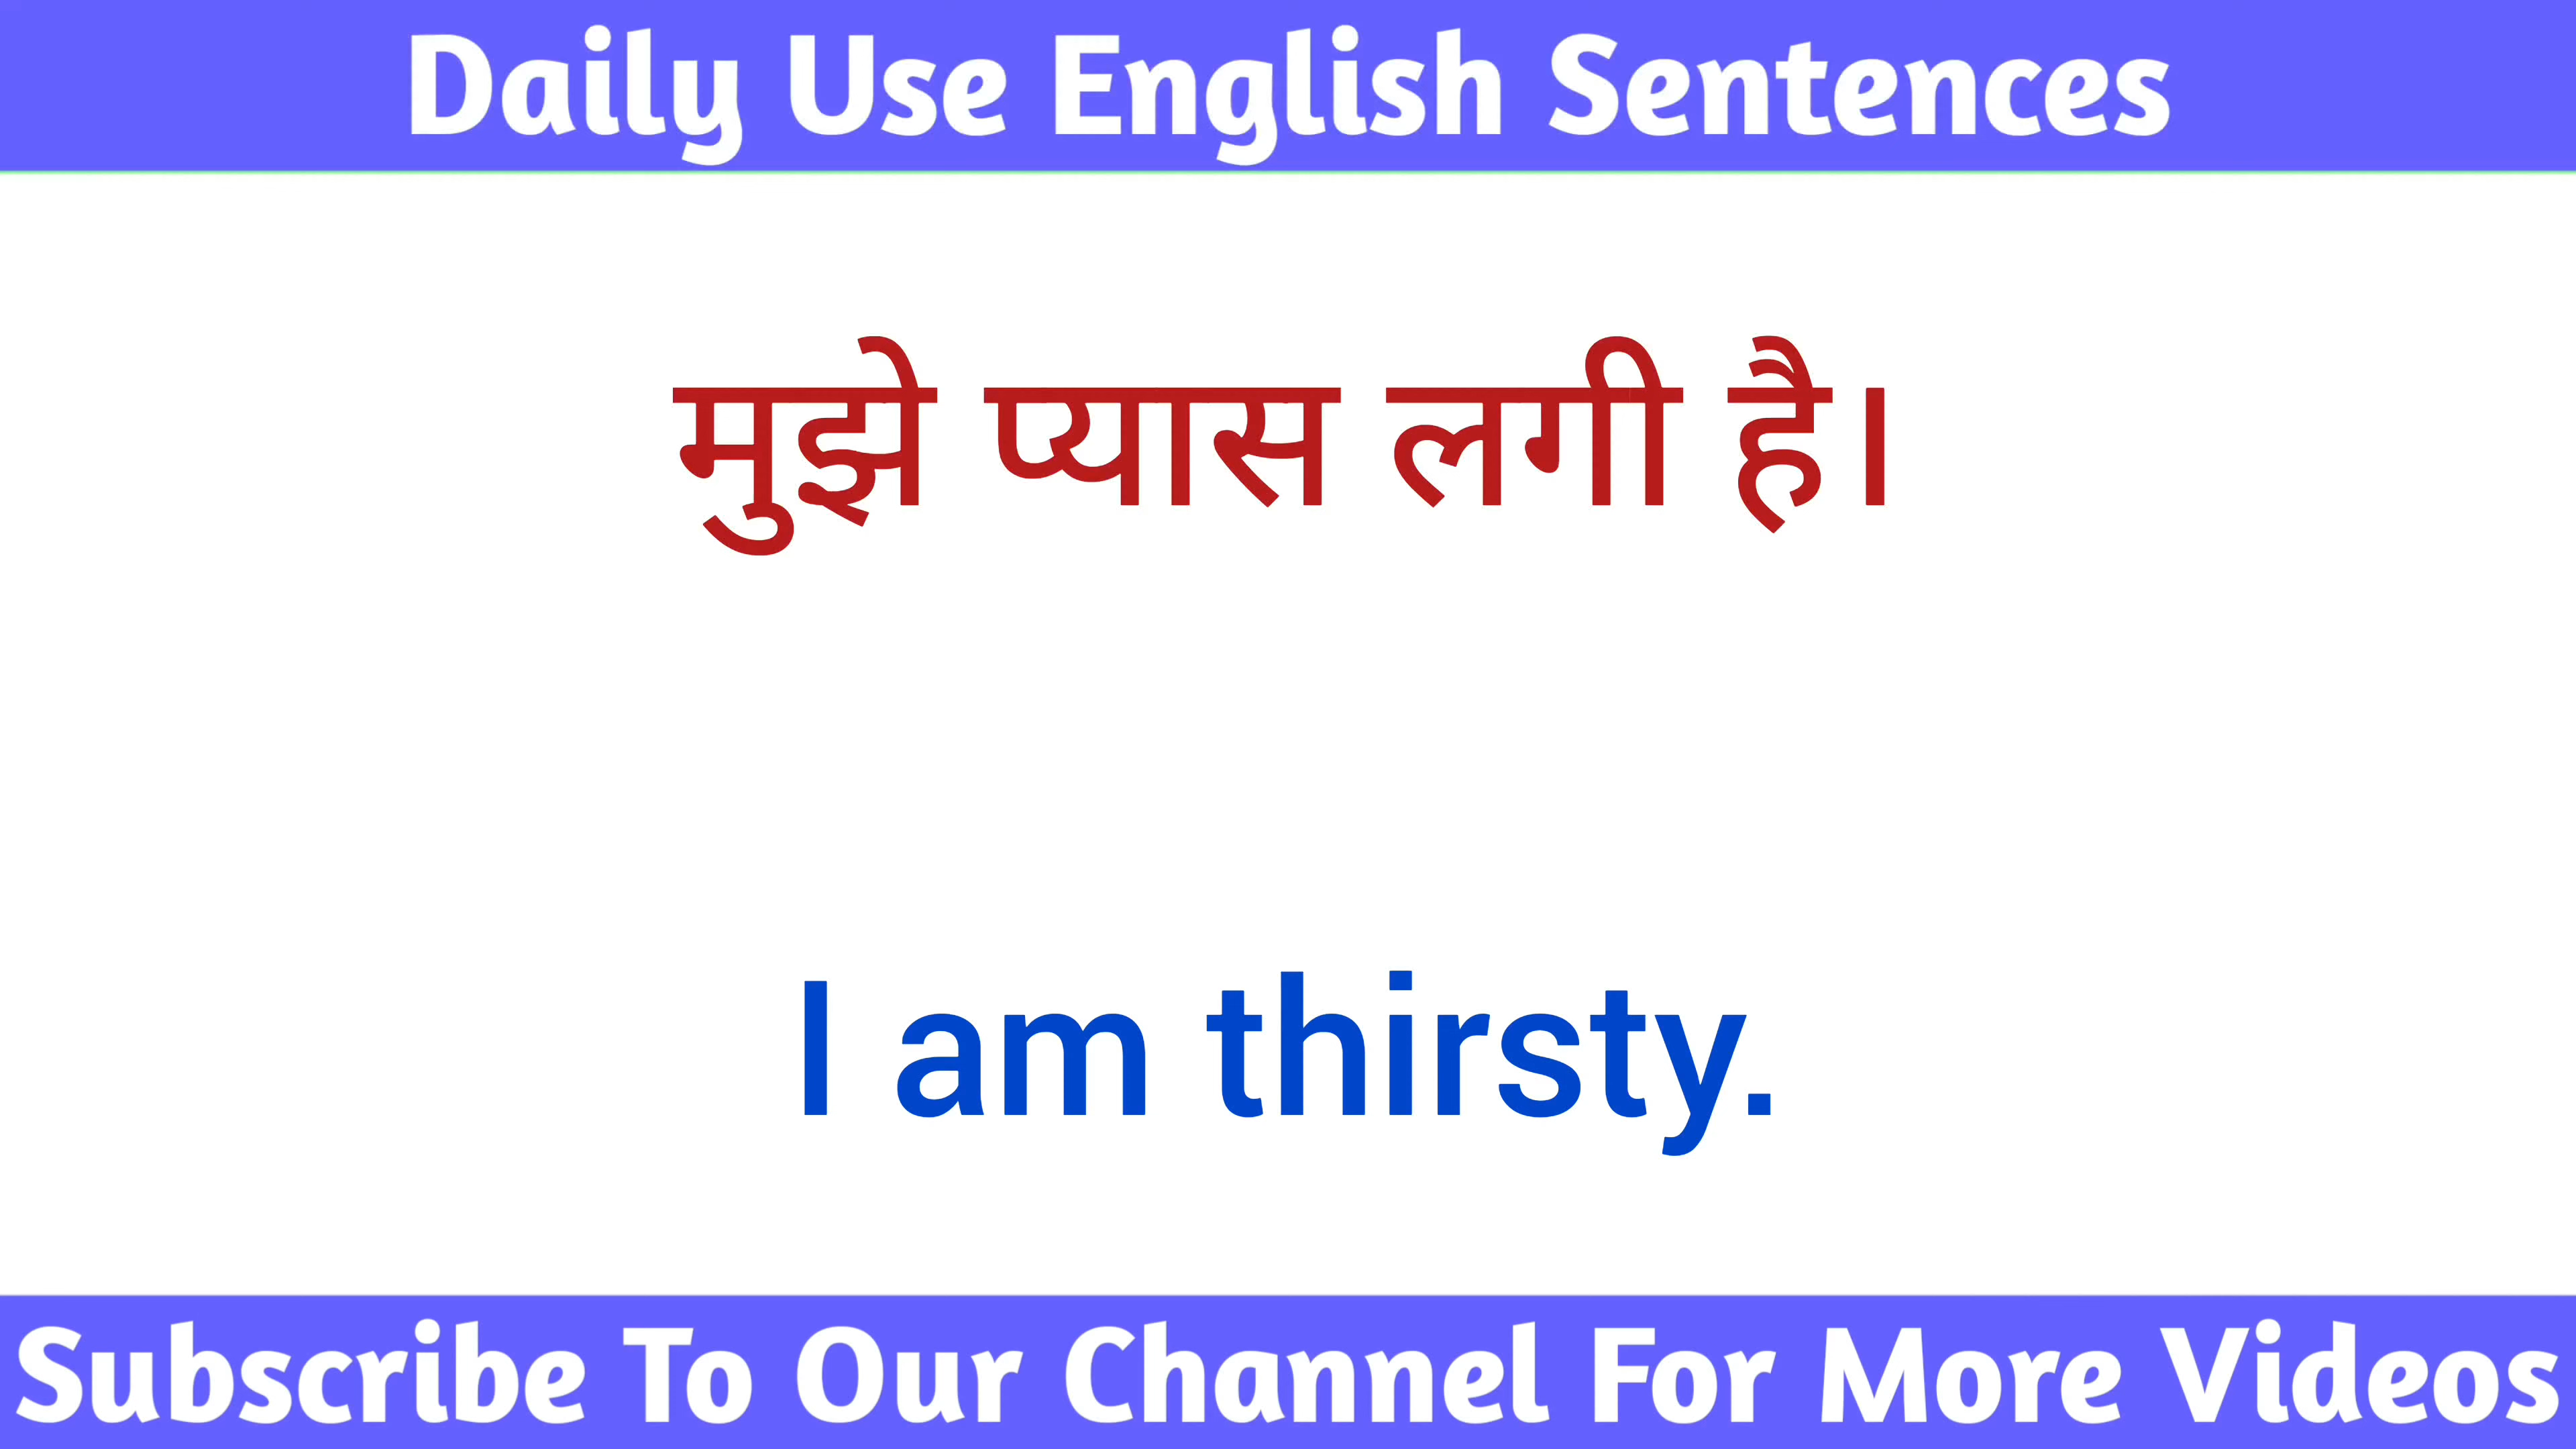 Daily Use English Sentences
मुझे प्यास लगी है।
I am thirsty.
Subscribe To Our Channel For More Videos